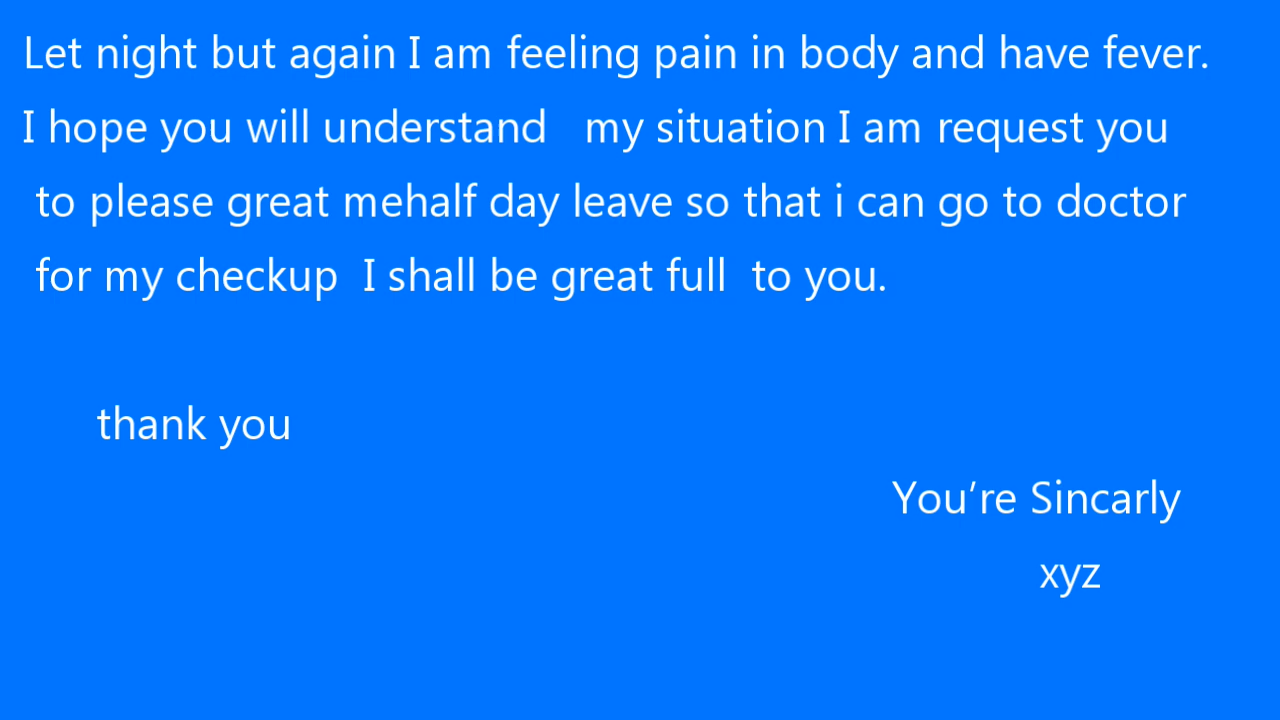 Let night but again I am feeling pain in body and have fever.
I hope you will understand my situation I am request you
to please great mehalf day leave so that i can go to doctor
for my checkup I shall be great full to you.
thank you
You’re Sincarly
xyz